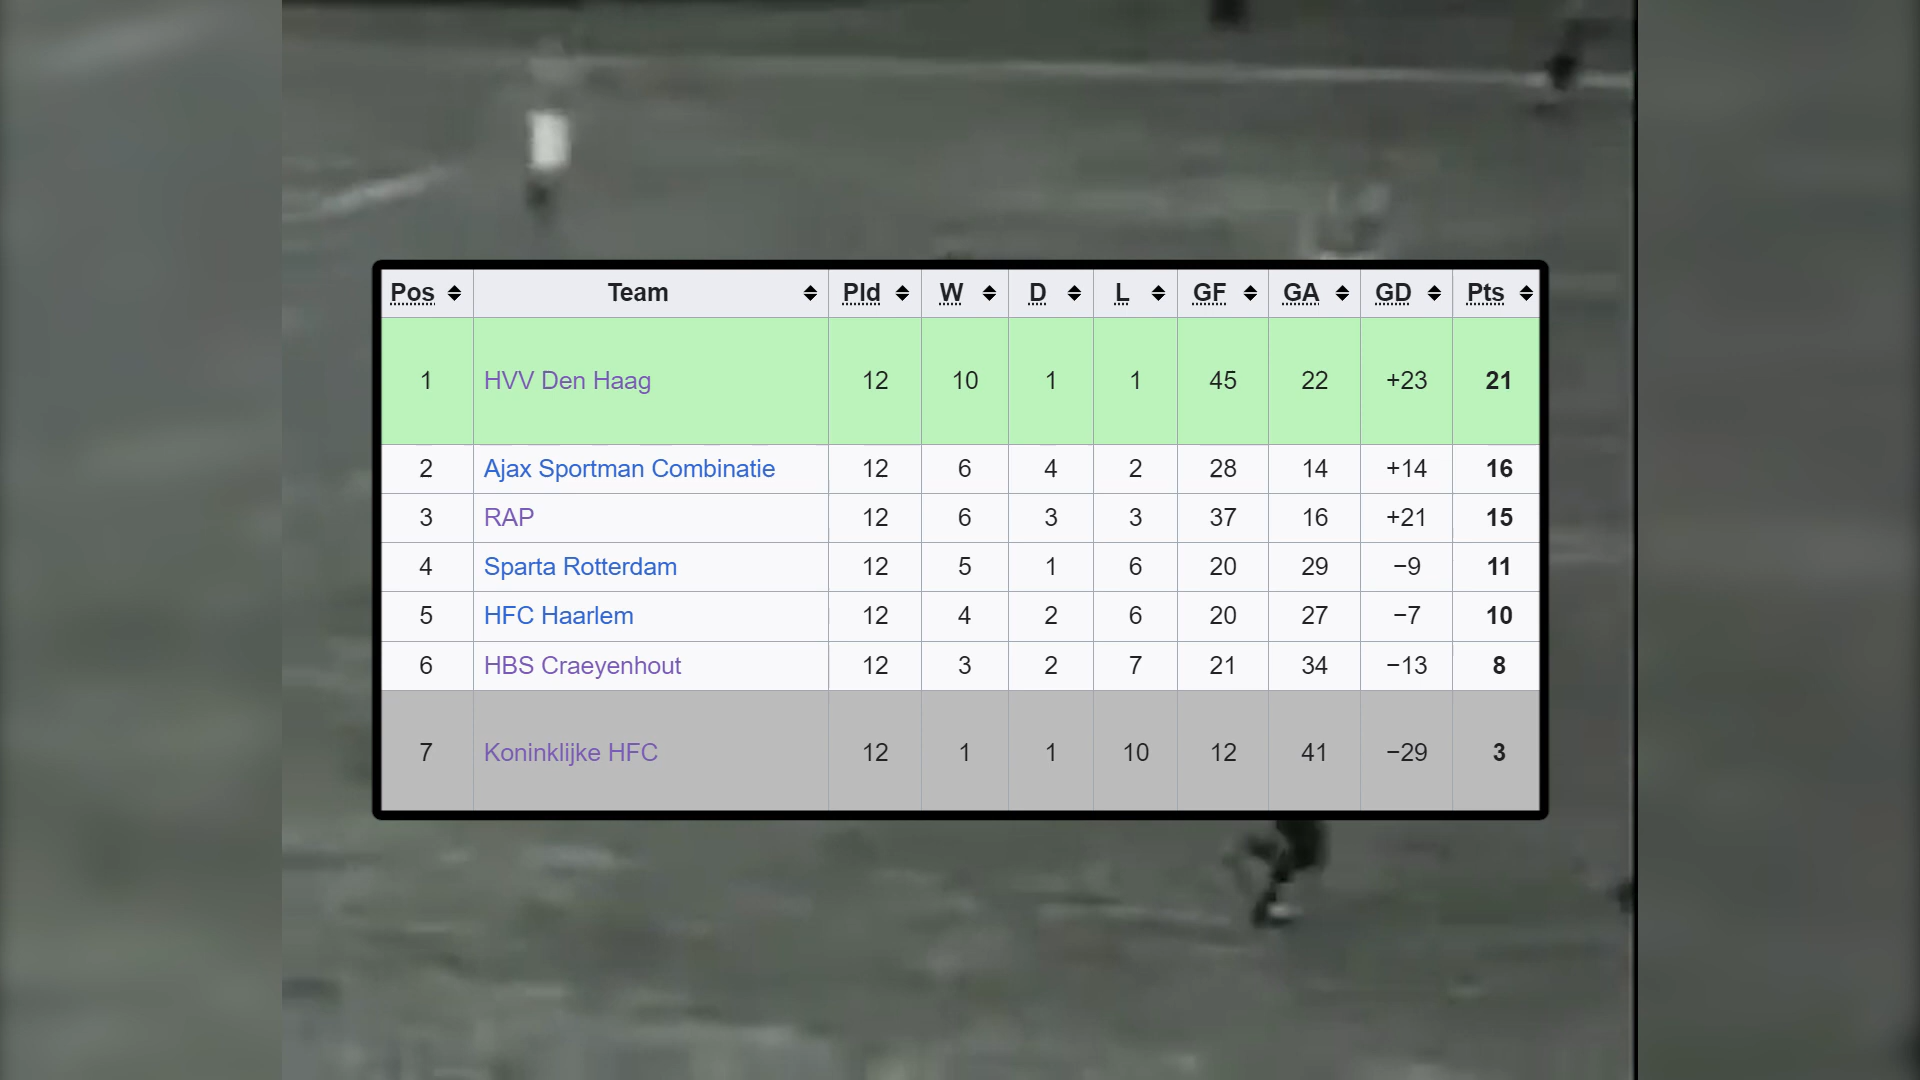 Pos Team Pld W D L GF GA GD Pts
1 HVV Den Haag 12 10 1 1 45 22 +23 21
2 Ajax Sportman Combinatie 12 6 4 2 28 14 +14 16
3 RAP 12 6 3 3 37 16 +21 15
4 Sparta Rotterdam 12 5 1 6 20 29 −9 11
5 HFC Haarlem 12 4 2 6 20 27 −7 10
6 HBS Craeyenhout 12 3 2 7 21 34 −13 8
7 Koninklijke HFC 12 1 1 10 12 41 −29 3